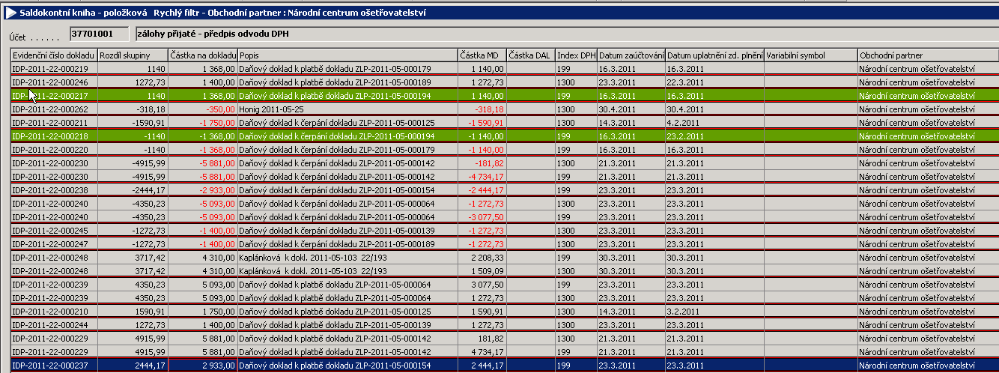 Saldokontní kniha - položková Rychlý filtr - Obchodní partner : Národní centrum ošetřovatelství
Účet . . . . . . 37701001 zálohy přijaté - předpis odvodu DPH
Evidenční číslo dokladu Rozdíl skupiny Částka na dokladu Popis Částka MD Částka DAL Index DPH Datum zaúčtování Datum uplatnění zd. plnění Variabilní symbol Obchodní partner
IDP-2011-22-000219 1140 1 368,00 Daňový doklad k platbě dokladu ZLP-2011-05-000179 1 140,00 199 16.3.2011 16.3.2011 Národní centrum ošetřovatelství
IDP-2011-22-000246 1272,73 1 400,00 Daňový doklad k platbě dokladu ZLP-2011-05-000189 1 272,73 1300 23.3.2011 22.3.2011 Národní centrum ošetřovatelství
IDP-2011-22-000217 1140 1 368,00 Daňový doklad k platbě dokladu ZLP-2011-05-000194 1 140,00 199 16.3.2011 16.3.2011 Národní centrum ošetřovatelství
IDP-2011-22-000262 -318,18 -350,00 Honig 2011-05-25 -318,18 1300 30.4.2011 30.4.2011 Národní centrum ošetřovatelství
IDP-2011-22-000211 -1590,91 -1 750,00 Daňový doklad k čerpání dokladu ZLP-2011-05-000125 -1 590,91 1300 14.3.2011 4.2.2011 Národní centrum ošetřovatelství
IDP-2011-22-000218 -1140 -1 368,00 Daňový doklad k čerpání dokladu ZLP-2011-05-000194 -1 140,00 199 16.3.2011 23.2.2011 Národní centrum ošetřovatelství
IDP-2011-22-000220 -1140 -1 368,00 Daňový doklad k čerpání dokladu ZLP-2011-05-000179 -1 140,00 199 16.3.2011 16.3.2011 Národní centrum ošetřovatelství
IDP-2011-22-000230 -4915,99 -5 881,00 Daňový doklad k čerpání dokladu ZLP-2011-05-000142 -181,82 1300 21.3.2011 21.3.2011 Národní centrum ošetřovatelství
IDP-2011-22-000230 -4915,99 -5 881,00 Daňový doklad k čerpání dokladu ZLP-2011-05-000142 -4 734,17 199 21.3.2011 21.3.2011 Národní centrum ošetřovatelství
IDP-2011-22-000238 -2444,17 -2 933,00 Daňový doklad k čerpání dokladu ZLP-2011-05-000154 -2 444,17 199 23.3.2011 23.3.2011 Národní centrum ošetřovatelství
IDP-2011-22-000240 -4350,23 -5 093,00 Daňový doklad k čerpání dokladu ZLP-2011-05-000064 -1 272,73 1300 23.3.2011 23.3.2011 Národní centrum ošetřovatelství
IDP-2011-22-000240 -4350,23 -5 093,00 Daňový doklad k čerpání dokladu ZLP-2011-05-000064 -3 077,50 199 23.3.2011 23.3.2011 Národní centrum ošetřovatelství
IDP-2011-22-000245 -1272,73 -1 400,00 Daňový doklad k čerpání dokladu ZLP-2011-05-000139 -1 272,73 1300 23.3.2011 23.3.2011 Národní centrum ošetřovatelství
IDP-2011-22-000247 -1272,73 -1 400,00 Daňový doklad k čerpání dokladu ZLP-2011-05-000189 -1 272,73 1300 23.3.2011 23.3.2011 Národní centrum ošetřovatelství
IDP-2011-22-000248 3717,42 4 310,00 Kaplánková k dokl. 2011-05-103 22/193 2 208,33 199 30.3.2011 30.3.2011 Národní centrum ošetřovatelství
IDP-2011-22-000248 3717,42 4 310,00 Kaplánková k dokl. 2011-05-103 22/193 1 509,09 1300 30.3.2011 30.3.2011 Národní centrum ošetřovatelství
IDP-2011-22-000239 4350,23 5 093,00 Daňový doklad k platbě dokladu ZLP-2011-05-000064 3 077,50 199 23.3.2011 23.3.2011 Národní centrum ošetřovatelství
IDP-2011-22-000239 4350,23 5 093,00 Daňový doklad k platbě dokladu ZLP-2011-05-000064 1 272,73 1300 23.3.2011 23.3.2011 Národní centrum ošetřovatelství
IDP-2011-22-000210 1590,91 1 750,00 Daňový doklad k platbě dokladu ZLP-2011-05-000125 1 590,91 1300 14.3.2011 3.2.2011 Národní centrum ošetřovatelství
IDP-2011-22-000244 1272,73 1 400,00 Daňový doklad k platbě dokladu ZLP-2011-05-000139 1 272,73 1300 23.3.2011 23.3.2011 Národní centrum ošetřovatelství
IDP-2011-22-000229 4915,99 5 881,00 Daňový doklad k platbě dokladu ZLP-2011-05-000142 181,82 1300 21.3.2011 21.3.2011 Národní centrum ošetřovatelství
IDP-2011-22-000229 4915,99 5 881,00 Daňový doklad k platbě dokladu ZLP-2011-05-000142 4 734,17 199 21.3.2011 21.3.2011 Národní centrum ošetřovatelství
IDP-2011-22-000237 2444,17 2 933,00 Daňový doklad k platbě dokladu ZLP-2011-05-000154 2 444,17 199 23.3.2011 23.3.2011 Národní centrum ošetřovatelství